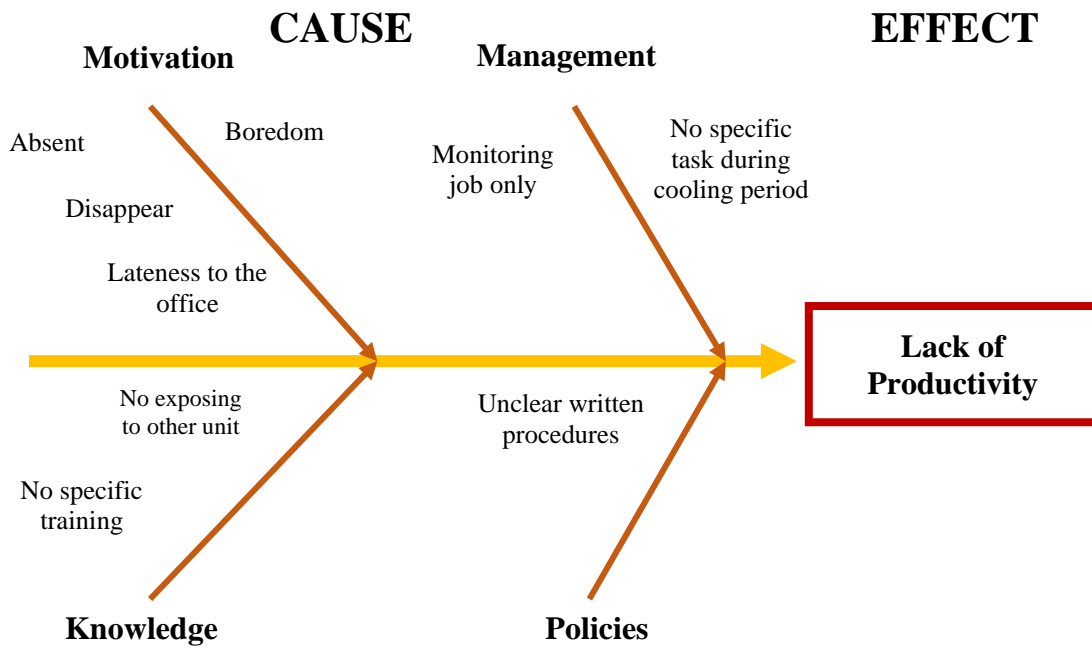 CAUSE
EFFECT
Motivation
Management
Absent
Boredom
Disappear
Lateness to the
office
Monitoring
job only
No specific
task during
cooling period
Lack of
Productivity
No exposing
to other unit
No specific
training
Unclear written
procedures
Knowledge
Policies